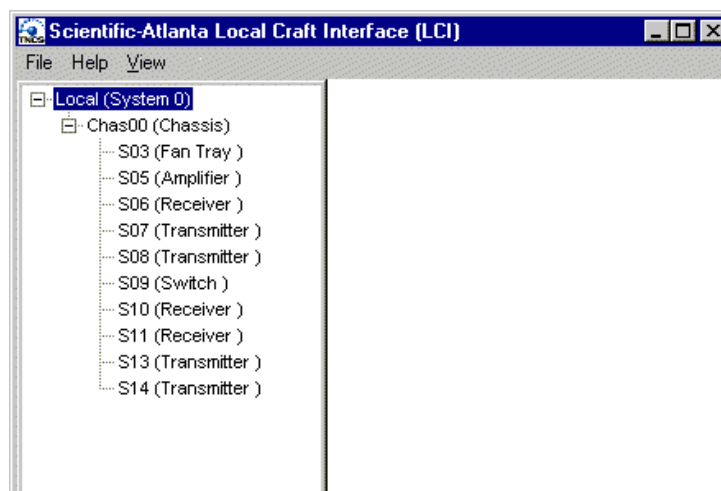 TNCS
Scientific-Atlanta Local Craft Interface (LCI)
File Help View
Local (System 0)
Chas00 (Chassis)
S03 (Fan Tray )
S05 (Amplifier )
S06 (Receiver )
S07 (Transmitter )
S08 (Transmitter )
S09 (Switch )
S10 (Receiver )
S11 (Receiver )
S13 (Transmitter )
S14 (Transmitter )